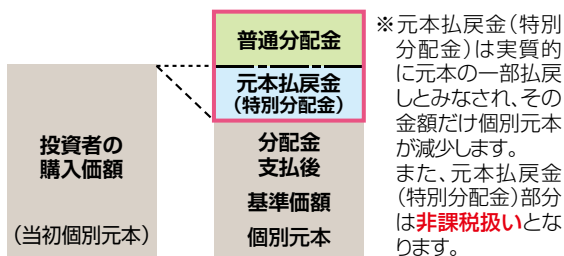 普通分配金
元本払戻金
(特別分配金)
投資者の
購入価額
(当初個別元本)
分配金
支払後
基準価額
個別元本
※元本払戻金(特別
分配金)は実質的
に元本の一部払戻
しとみなされ、その
金額だけ個別元本
が減少します。
また、元本払戻金
(特別分配金)部分
は非課税扱いとな
ります。